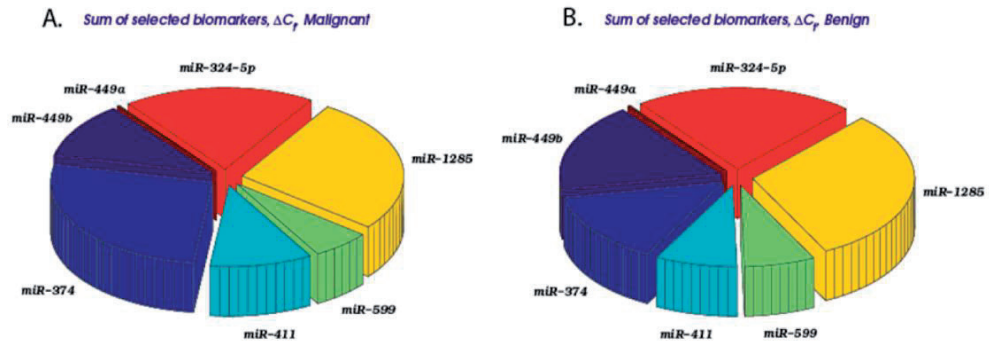 A. Sum of selected biomarkers, ΔCₜ, Malignant
miR-324-5p
miR-449a
miR-449b
miR-1285
miR-374
miR-599
miR-411
B. Sum of selected biomarkers, ΔCₜ, Benign
miR-324-5p
miR-449a
miR-449b
miR-1285
miR-374
miR-411
miR-599